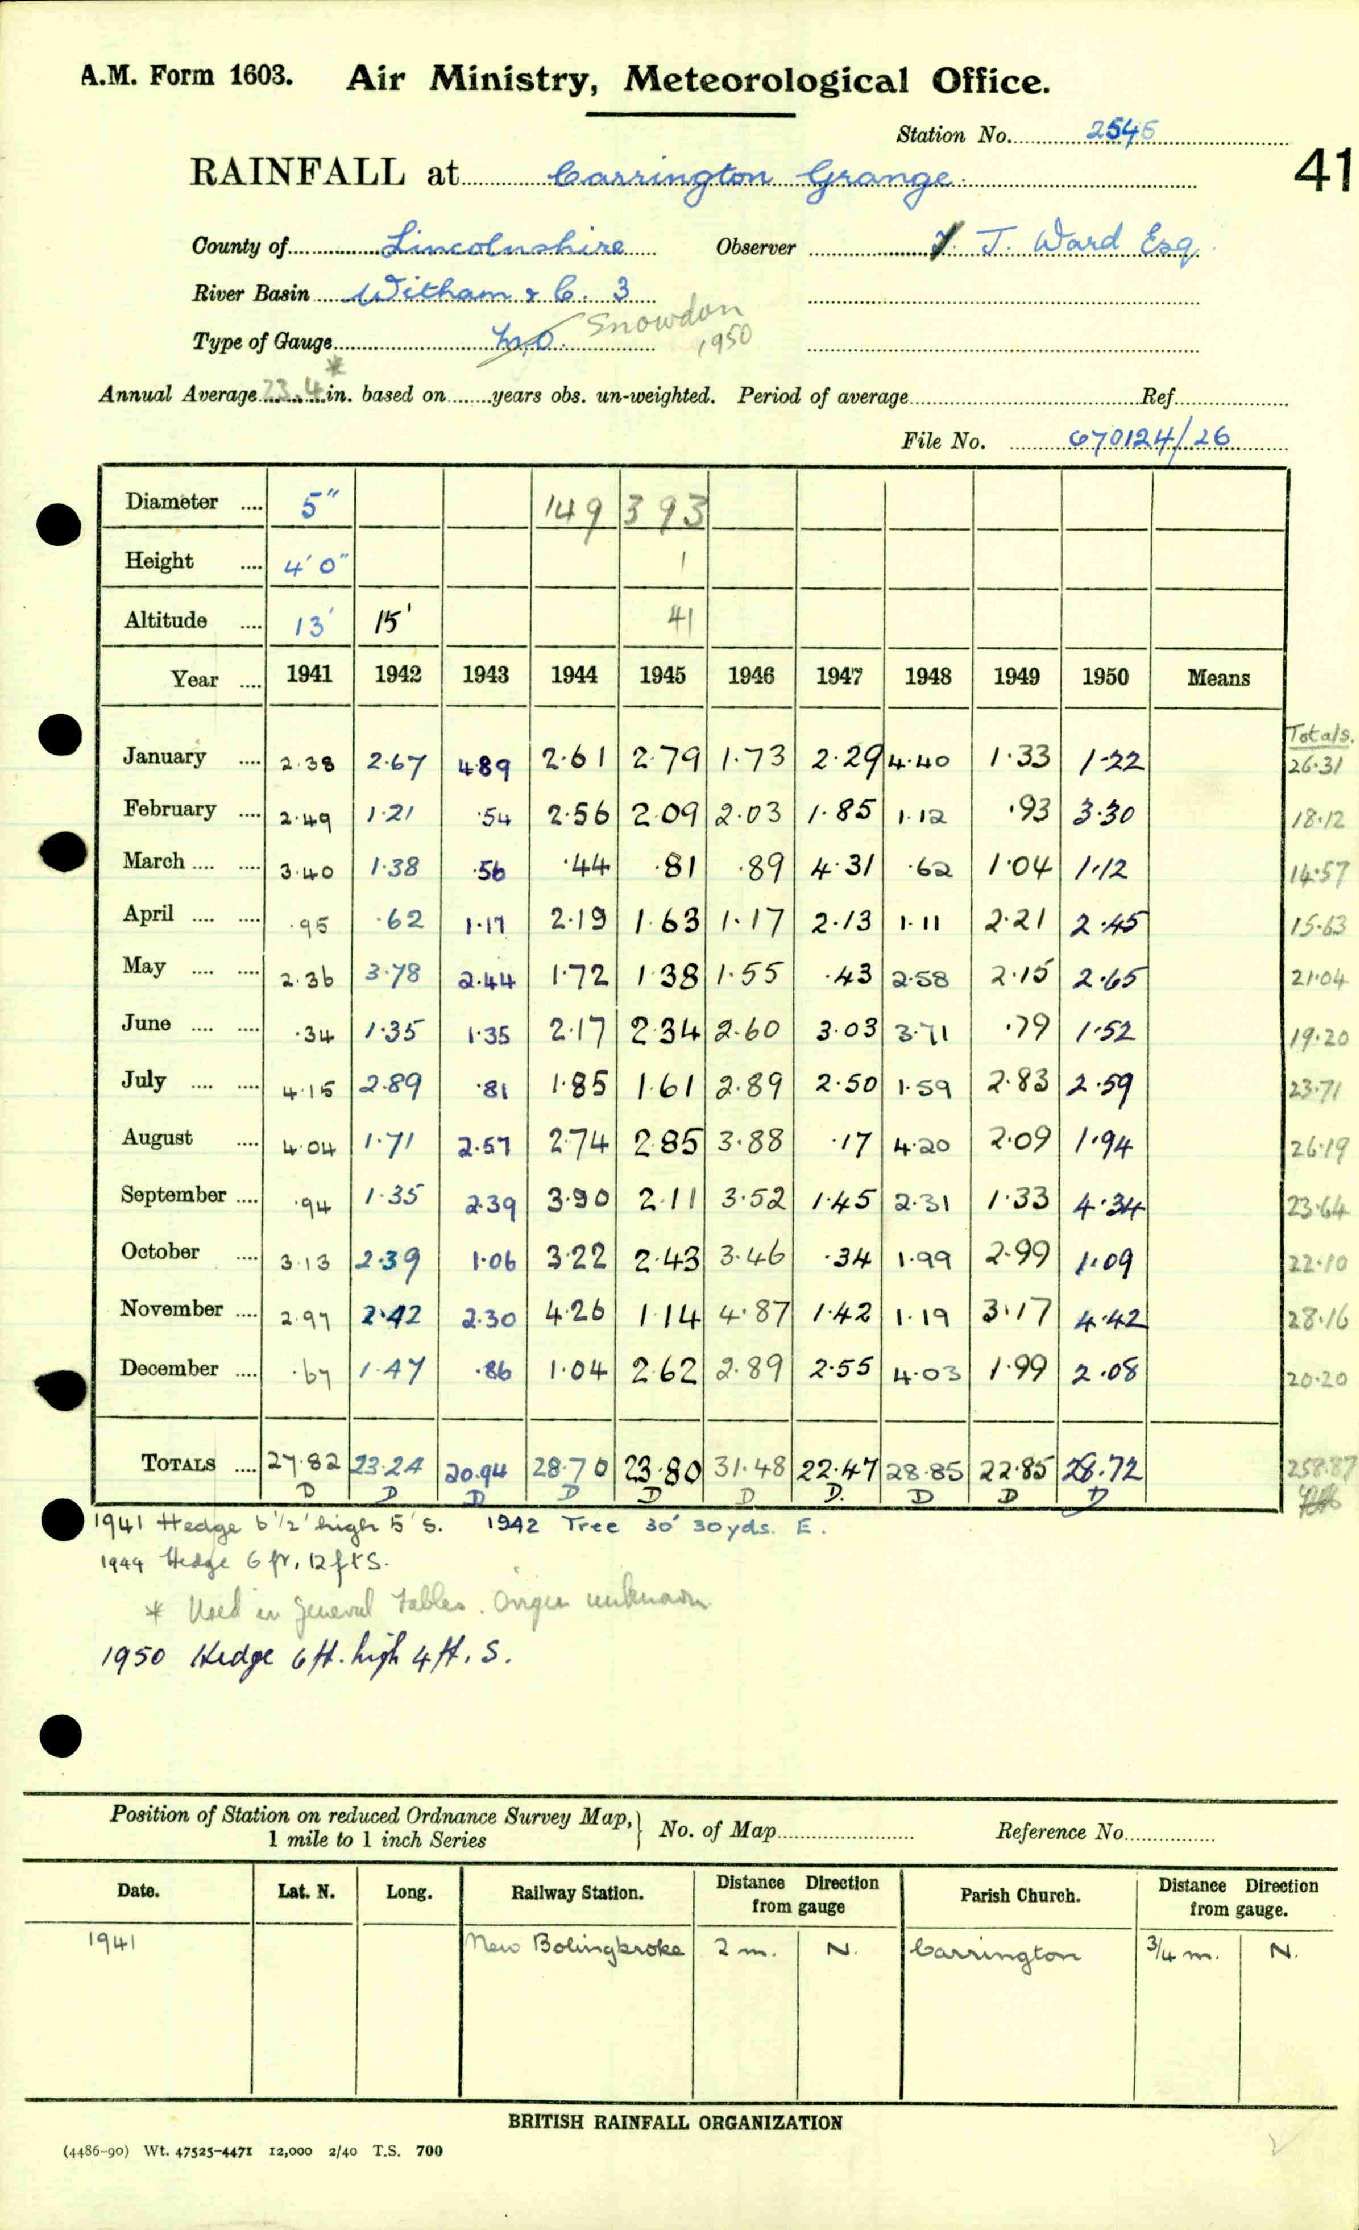 A.M. Form 1603. Air Ministry, Meteorological Office.
Station No. 2545
41
RAINFALL at Carrington Grange.
County of Lincolnshire Observer J. Ward Esq.
River Basin Witham & C. 3
Type of Gauge M.O. Snowdon 1950
*
Annual Average 23.4 in. based on years obs. un-weighted. Period of average Ref.
File No. 670124/26
Diameter 5" 149 393
Height 4' 0" 1
Altitude 13' 15' 41
Year 1941 1942 1943 1944 1945 1946 1947 1948 1949 1950 Means
Totals.
January 2.38 2.67 4.89 2.61 2.79 1.73 2.29 4.40 1.33 1.22 26.31
February 2.49 1.21 .54 2.56 2.09 2.03 1.85 1.12 .93 3.30 18.12
March 3.40 1.38 .56 .44 .81 .89 4.31 .62 1.04 1.12 14.57
April .95 .62 1.17 2.19 1.63 1.17 2.13 1.11 2.21 2.45 15.63
May 2.36 3.78 2.44 1.72 1.38 1.55 .43 2.58 2.15 2.65 21.04
June .34 1.35 1.35 2.17 2.34 2.60 3.03 3.71 .79 1.52 19.20
July 4.15 2.89 .81 1.85 1.61 2.89 2.50 1.59 2.83 2.59 23.71
August 4.04 1.71 2.57 2.74 2.85 3.88 .17 4.20 2.09 1.94 26.19
September .94 1.35 2.39 3.90 2.11 3.52 1.45 2.31 1.33 4.34 23.64
October 3.13 2.39 1.06 3.22 2.43 3.46 .34 1.99 2.99 1.09 22.10
November 2.97 2.42 2.30 4.26 1.14 4.87 1.42 1.19 3.17 4.42 28.16
December .67 1.47 .86 1.04 2.62 2.89 2.55 4.03 1.99 2.08 20.20
TOTALS 27.82 23.24 20.94 28.70 23.80 31.48 22.47 28.85 22.85 28.72 258.87
D D D D D D D. D D D
1941 Hedge 6 1/2' high 5' S. 1942 Tree 30' 30yds. E.
1944 Hedge 6 ft, 12 ft S.
* Used in general tables. Origin unknown
1950 Hedge 6 ft. high 4 ft. S.
Position of Station on reduced Ordnance Survey Map, 1 mile to 1 inch Series } No. of Map Reference No.
Date. Lat. N. Long. Railway Station. Distance Direction from gauge Parish Church. Distance Direction from gauge.
1941 New Bolingbroke 2 m. N. Carrington 3/4 m. N.
BRITISH RAINFALL ORGANIZATION
(4486-90) Wt. 47525-4471 12,000 2/40 T.S. 700